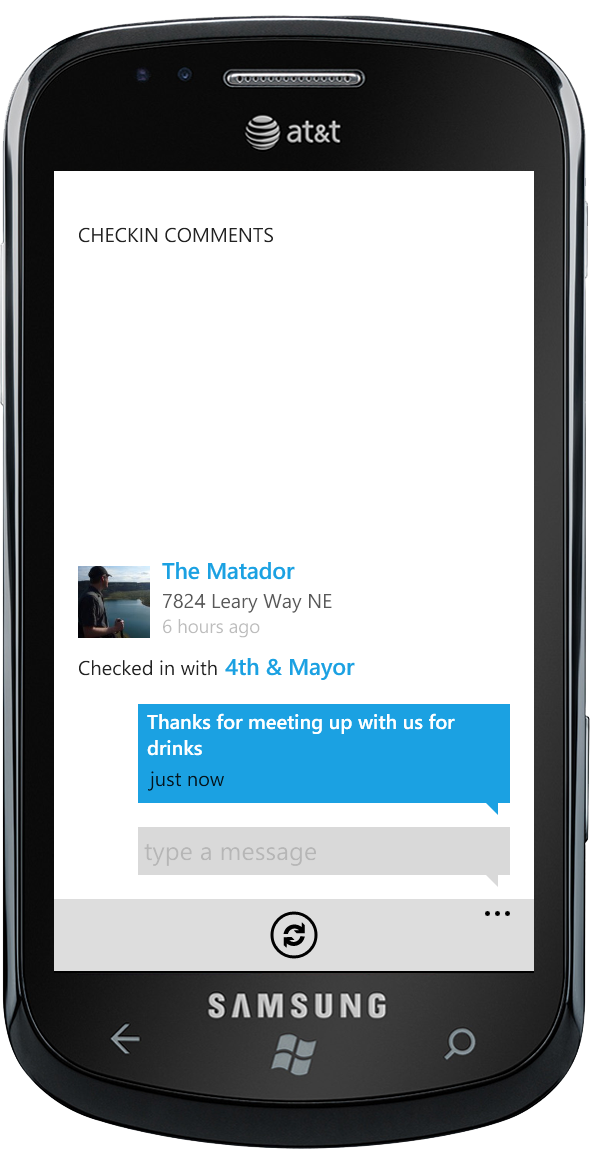 at&t
CHECKIN COMMENTS
The Matador
7824 Leary Way NE
6 hours ago
Checked in with 4th & Mayor
Thanks for meeting up with us for
drinks
just now
type a message
SAMSUNG